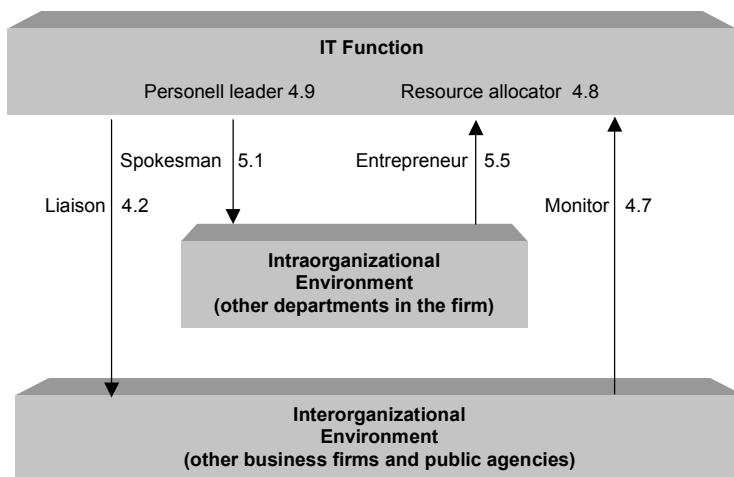 IT Function
Personell leader 4.9 Resource allocator 4.8
Spokesman 5.1 Entrepreneur 5.5
Liaison 4.2 Monitor 4.7
Intraorganizational
Environment
(other departments in the firm)
Interorganizational
Environment
(other business firms and public agencies)